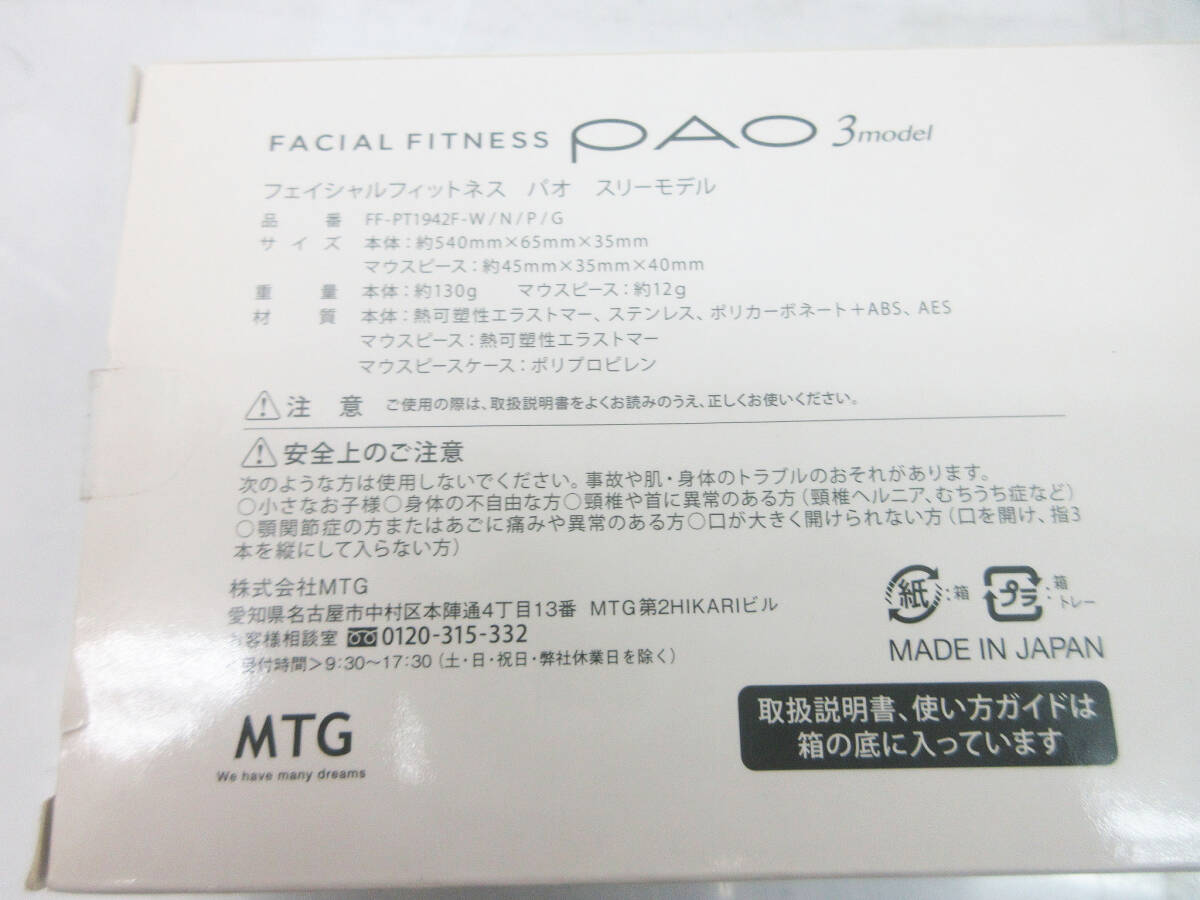 FACIAL FITNESS PAO 3model
フェイシャルフィットネス パオ スリーモデル
品 番 FF-PT1942F-W/N/P/G
サイズ 本体：約540mm×65mm×35mm
マウスピース：約45mm×35mm×40mm
重 量 本体：約130g マウスピース：約12g
材 質 本体：熱可塑性エラストマー、ステンレス、ポリカーボネート＋ABS、AES
マウスピース：熱可塑性エラストマー
マウスピースケース：ポリプロピレン
注 意 ご使用の際は、取扱説明書をよくお読みのうえ、正しくお使いください。
安全上のご注意
次のような方は使用しないでください。事故や肌・身体のトラブルのおそれがあります。
○小さなお子様○身体の不自由な方○頸椎や首に異常のある方（頸椎ヘルニア、むちうち症など）
○顎関節症の方またはあごに痛みや異常のある方○口が大きく開けられない方（口を開け、指3
本を縦にして入らない方）
株式会社MTG
愛知県名古屋市中村区本陣通4丁目13番 MTG第2HIKARIビル
お客様相談室 0120-315-332
＜受付時間＞9:30～17:30（土・日・祝日・弊社休業日を除く）
紙：箱 プラ：箱・トレー
MADE IN JAPAN
MTG
We have many dreams
取扱説明書、使い方ガイドは
箱の底に入っています